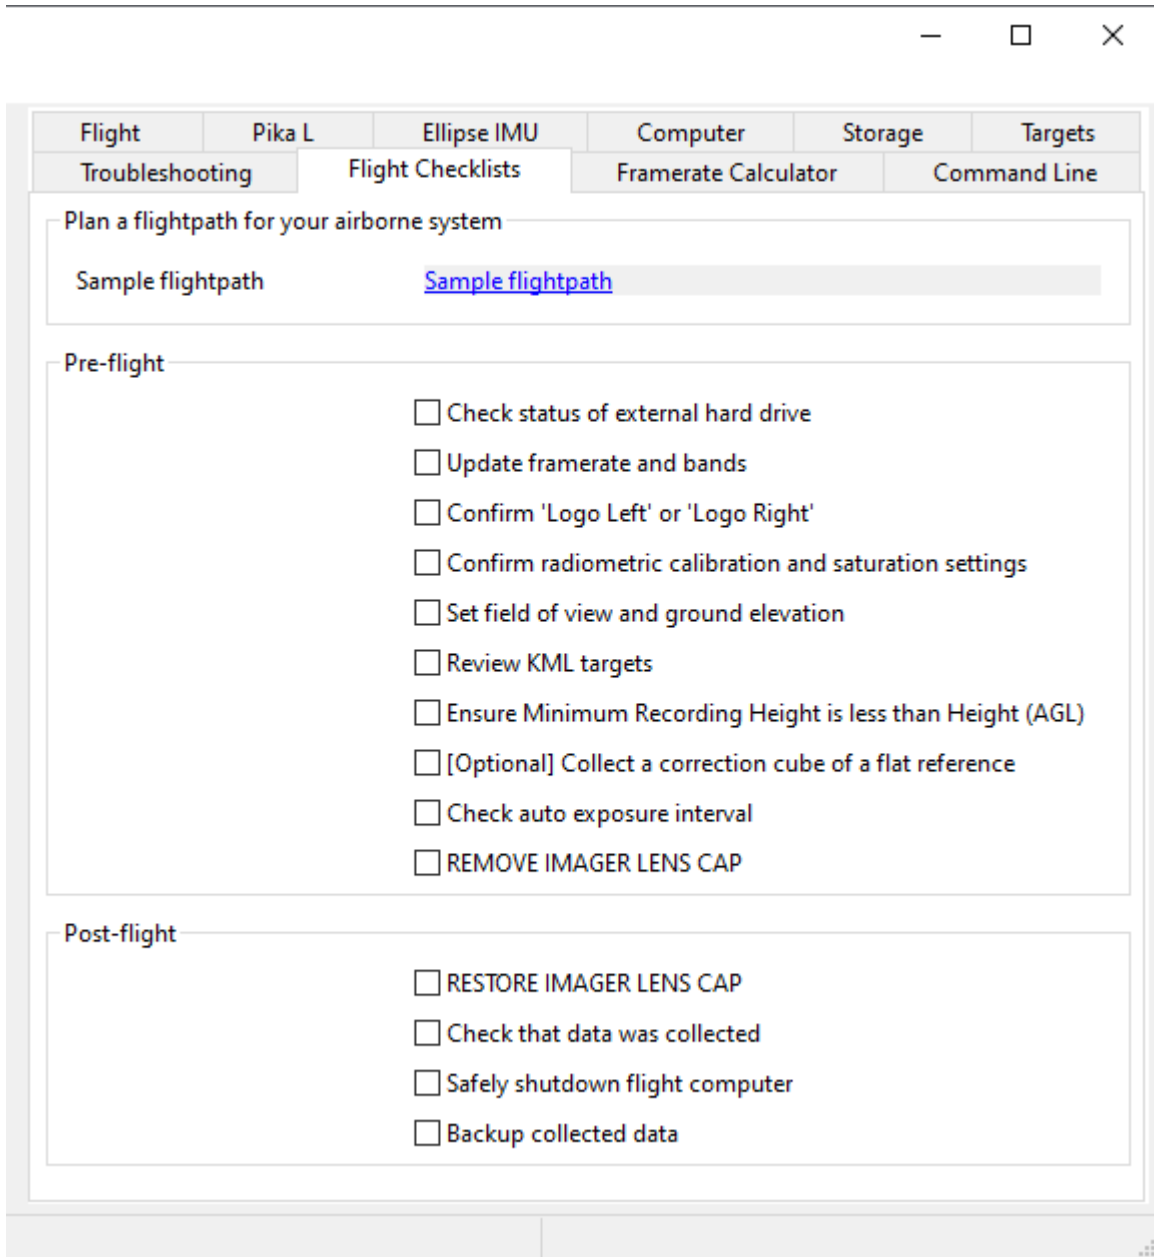 Flight Pika L Ellipse IMU Computer Storage Targets
Troubleshooting Flight Checklists Framerate Calculator Command Line
Plan a flightpath for your airborne system
Sample flightpath Sample flightpath
Pre-flight
Check status of external hard drive
Update framerate and bands
Confirm 'Logo Left' or 'Logo Right'
Confirm radiometric calibration and saturation settings
Set field of view and ground elevation
Review KML targets
Ensure Minimum Recording Height is less than Height (AGL)
[Optional] Collect a correction cube of a flat reference
Check auto exposure interval
REMOVE IMAGER LENS CAP
Post-flight
RESTORE IMAGER LENS CAP
Check that data was collected
Safely shutdown flight computer
Backup collected data